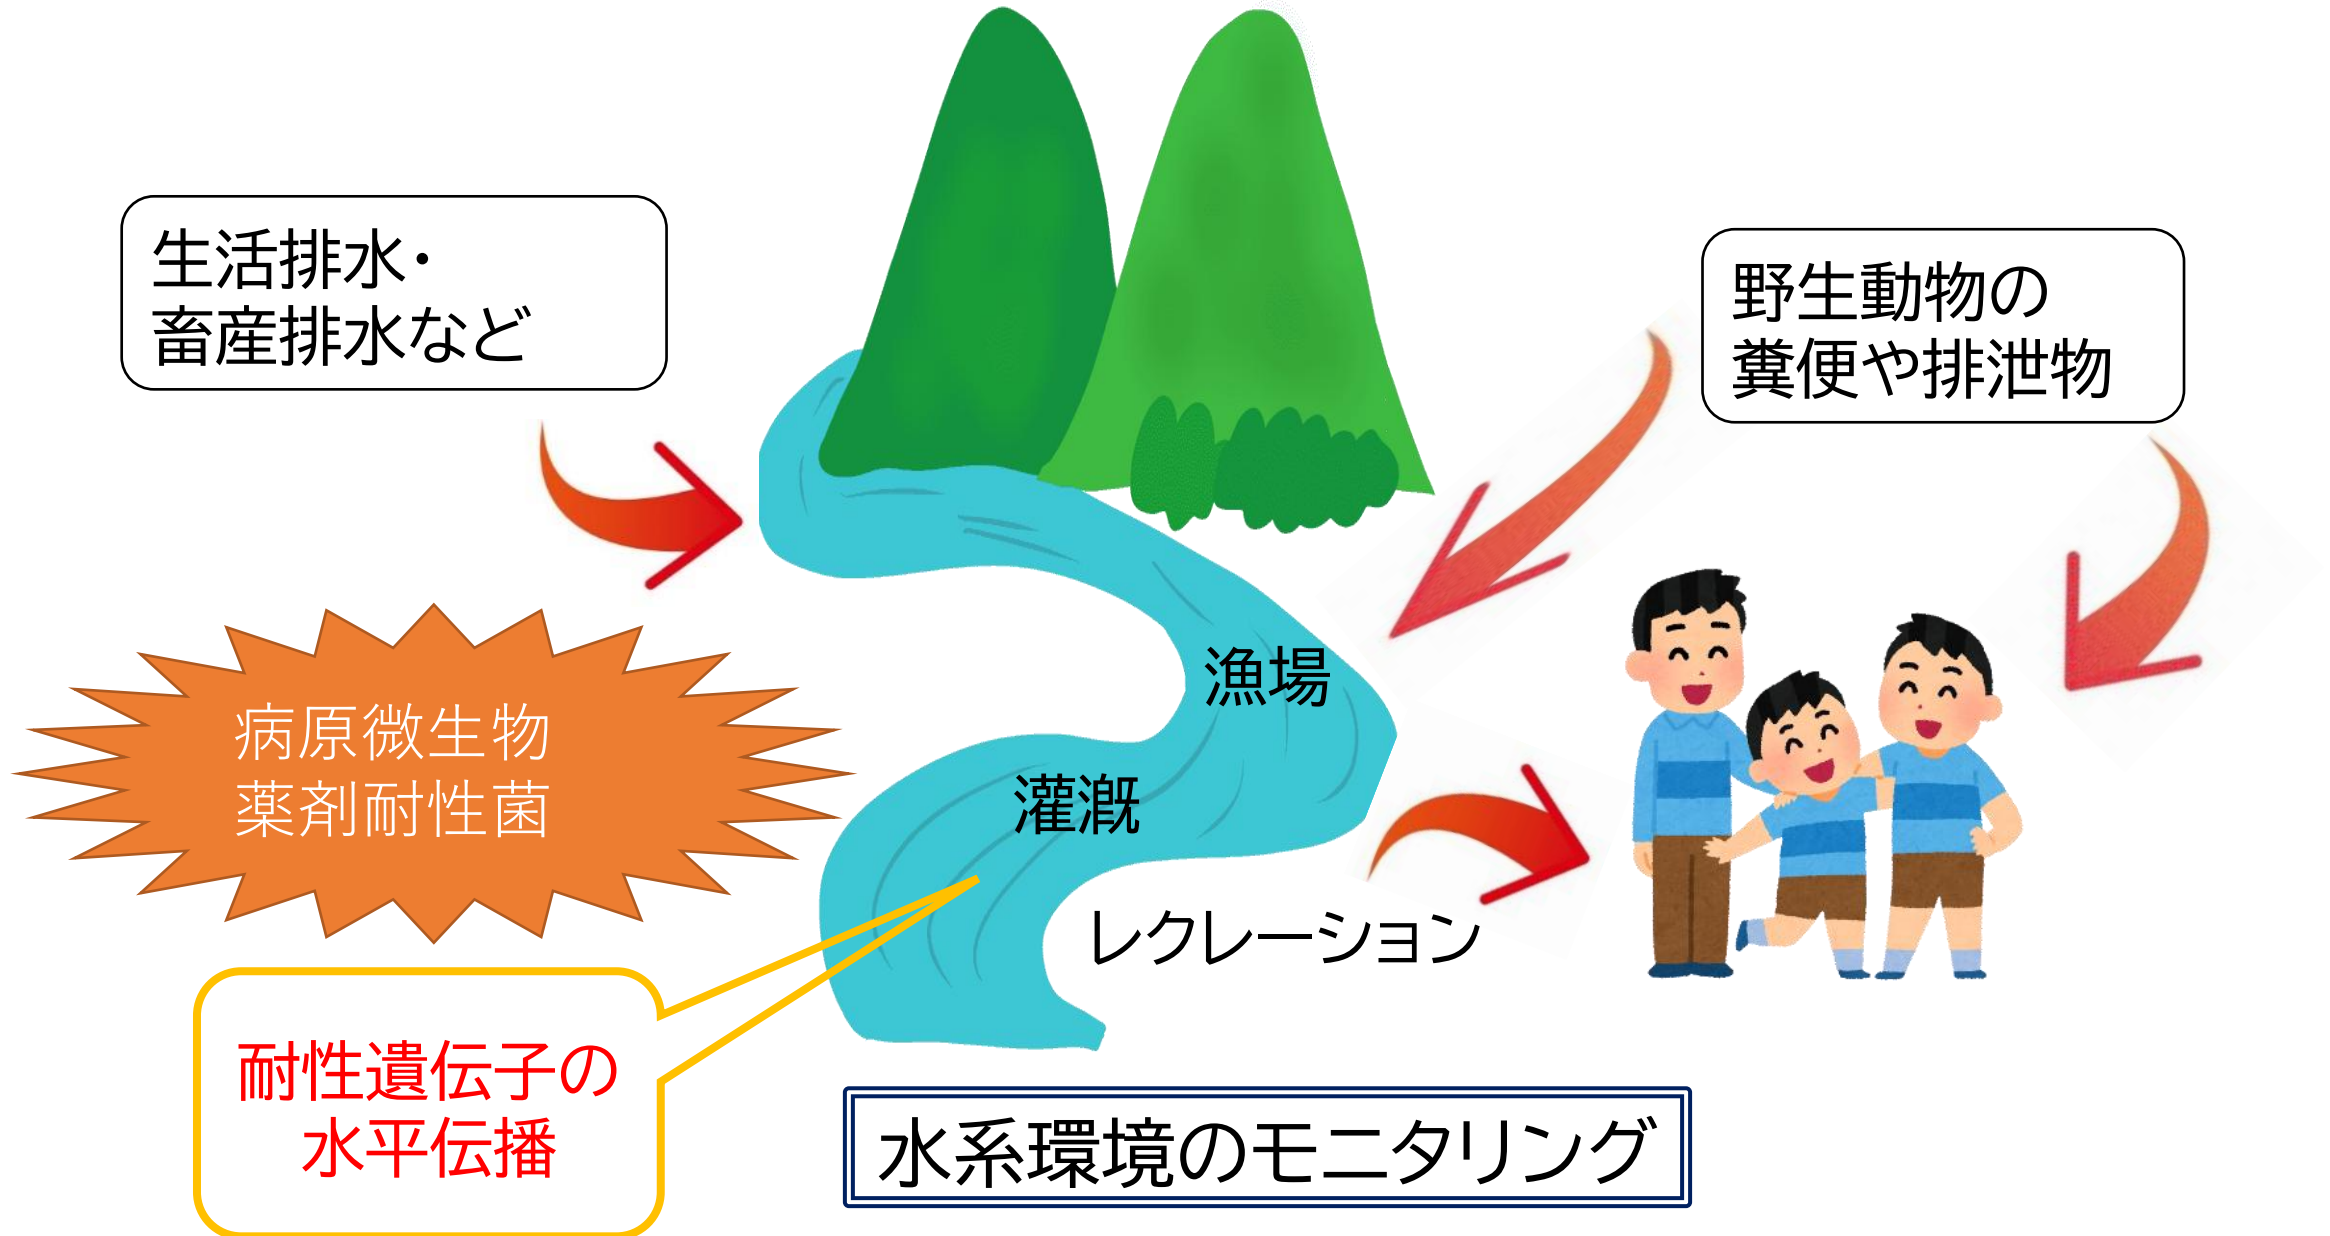 生活排水・
畜産排水など
野生動物の
糞便や排泄物
漁場
病原微生物
薬剤耐性菌
灌漑
レクレーション
耐性遺伝子の
水平伝播
水系環境のモニタリング